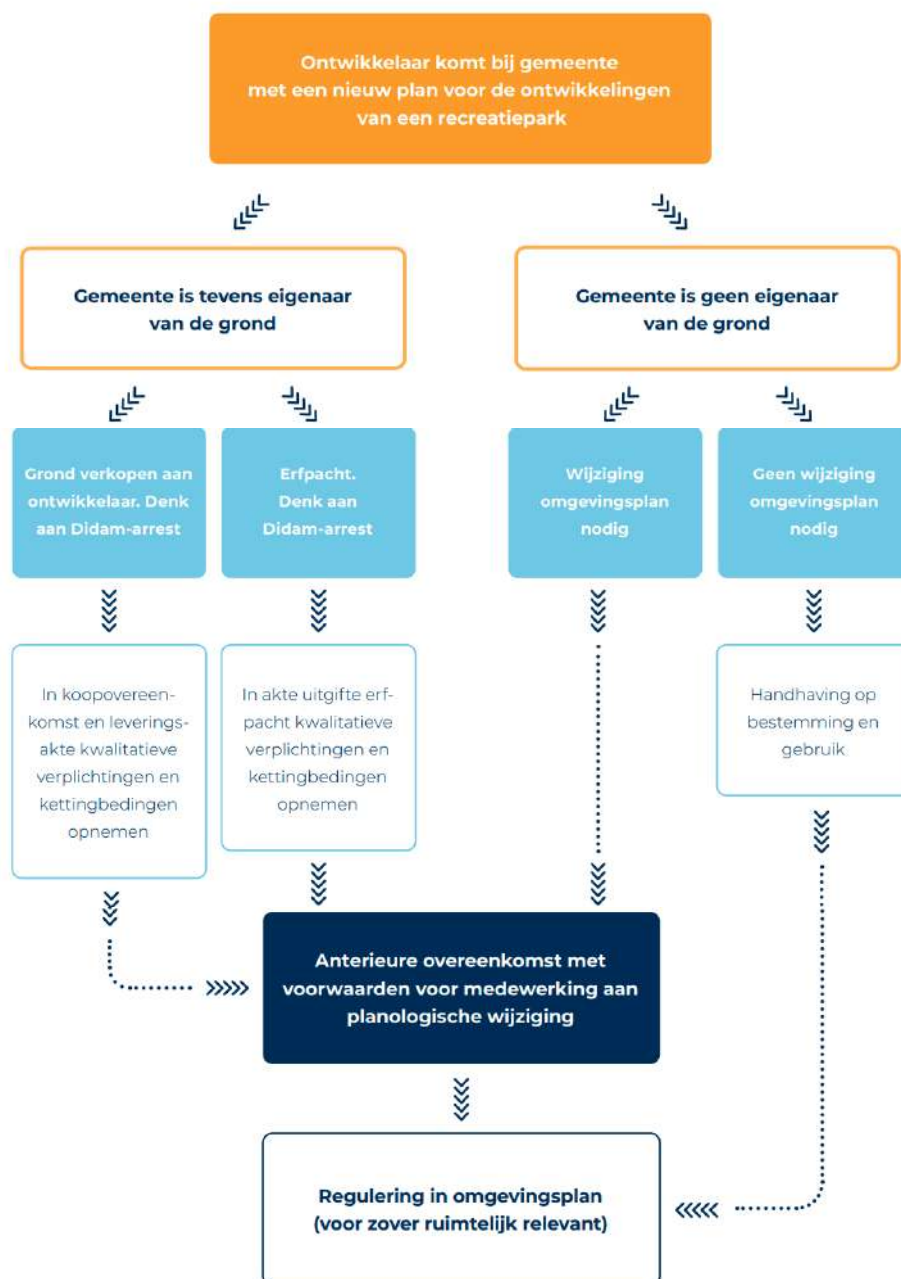 Ontwikkelaar komt bij gemeente
met een nieuw plan voor de ontwikkelingen
van een recreatiepark
Gemeente is tevens eigenaar
van de grond
Gemeente is geen eigenaar
van de grond
Grond verkopen aan
ontwikkelaar. Denk
aan Didam-arrest
Erfpacht.
Denk aan
Didam-arrest
Wijziging
omgevingsplan
nodig
Geen wijziging
omgevingsplan
nodig
In koopovereen-
komst en leverings-
akte kwalitatieve
verplichtingen en
kettingbedingen
opnemen
In akte uitgifte erf-
pacht kwalitatieve
verplichtingen en
kettingbedingen
opnemen
Handhaving op
bestemming en
gebruik
Anterieure overeenkomst met
voorwaarden voor medewerking aan
planologische wijziging
Regulering in omgevingsplan
(voor zover ruimtelijk relevant)